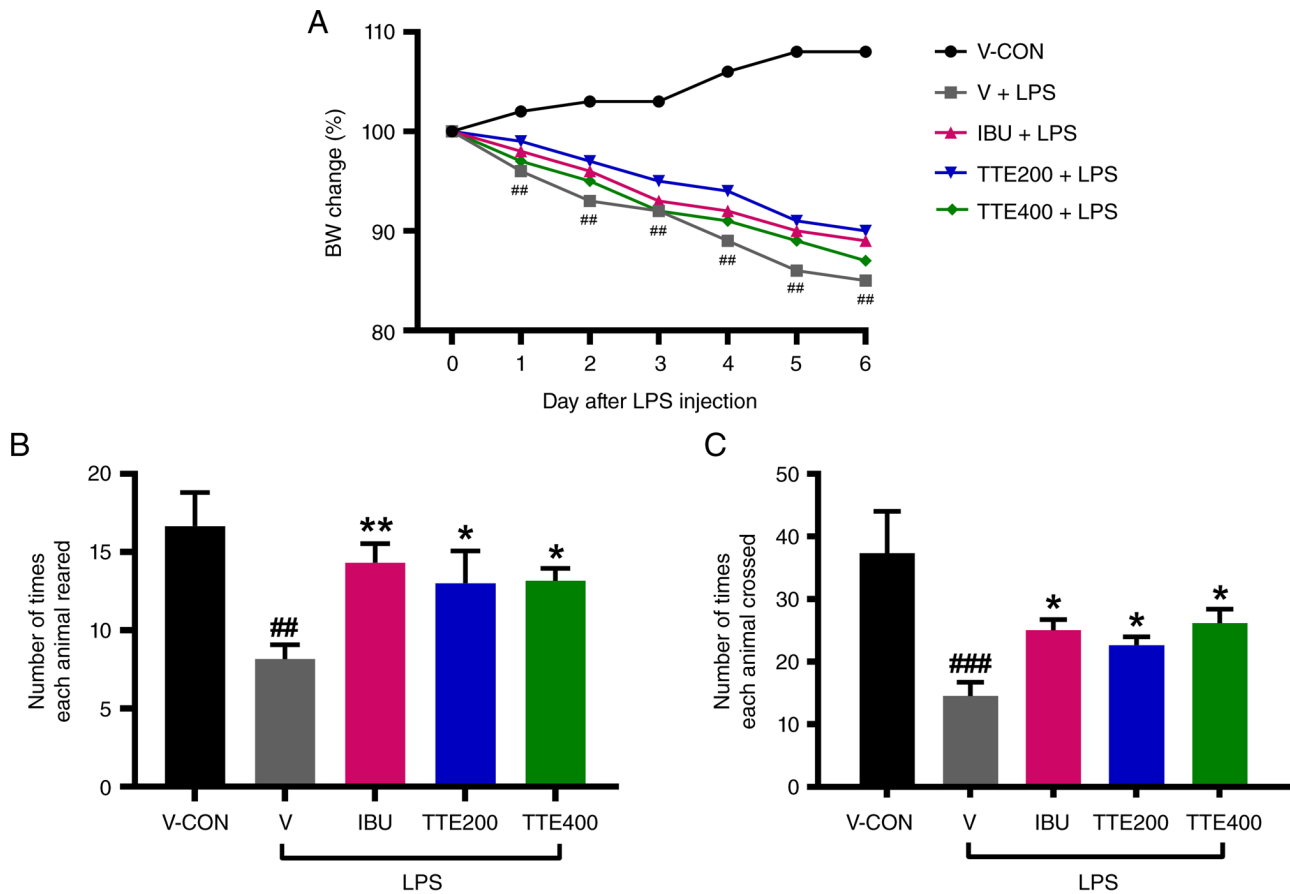 A
110
100
90
80
BW change (%)
## ## ## ## ## ##
0 1 2 3 4 5 6
Day after LPS injection
V-CON
V + LPS
IBU + LPS
TTE200 + LPS
TTE400 + LPS
B
20
15
10
5
0
Number of times
each animal reared
## ** * *
V-CON V IBU TTE200 TTE400
LPS
C
50
40
30
20
10
0
Number of times
each animal crossed
### * * *
V-CON V IBU TTE200 TTE400
LPS